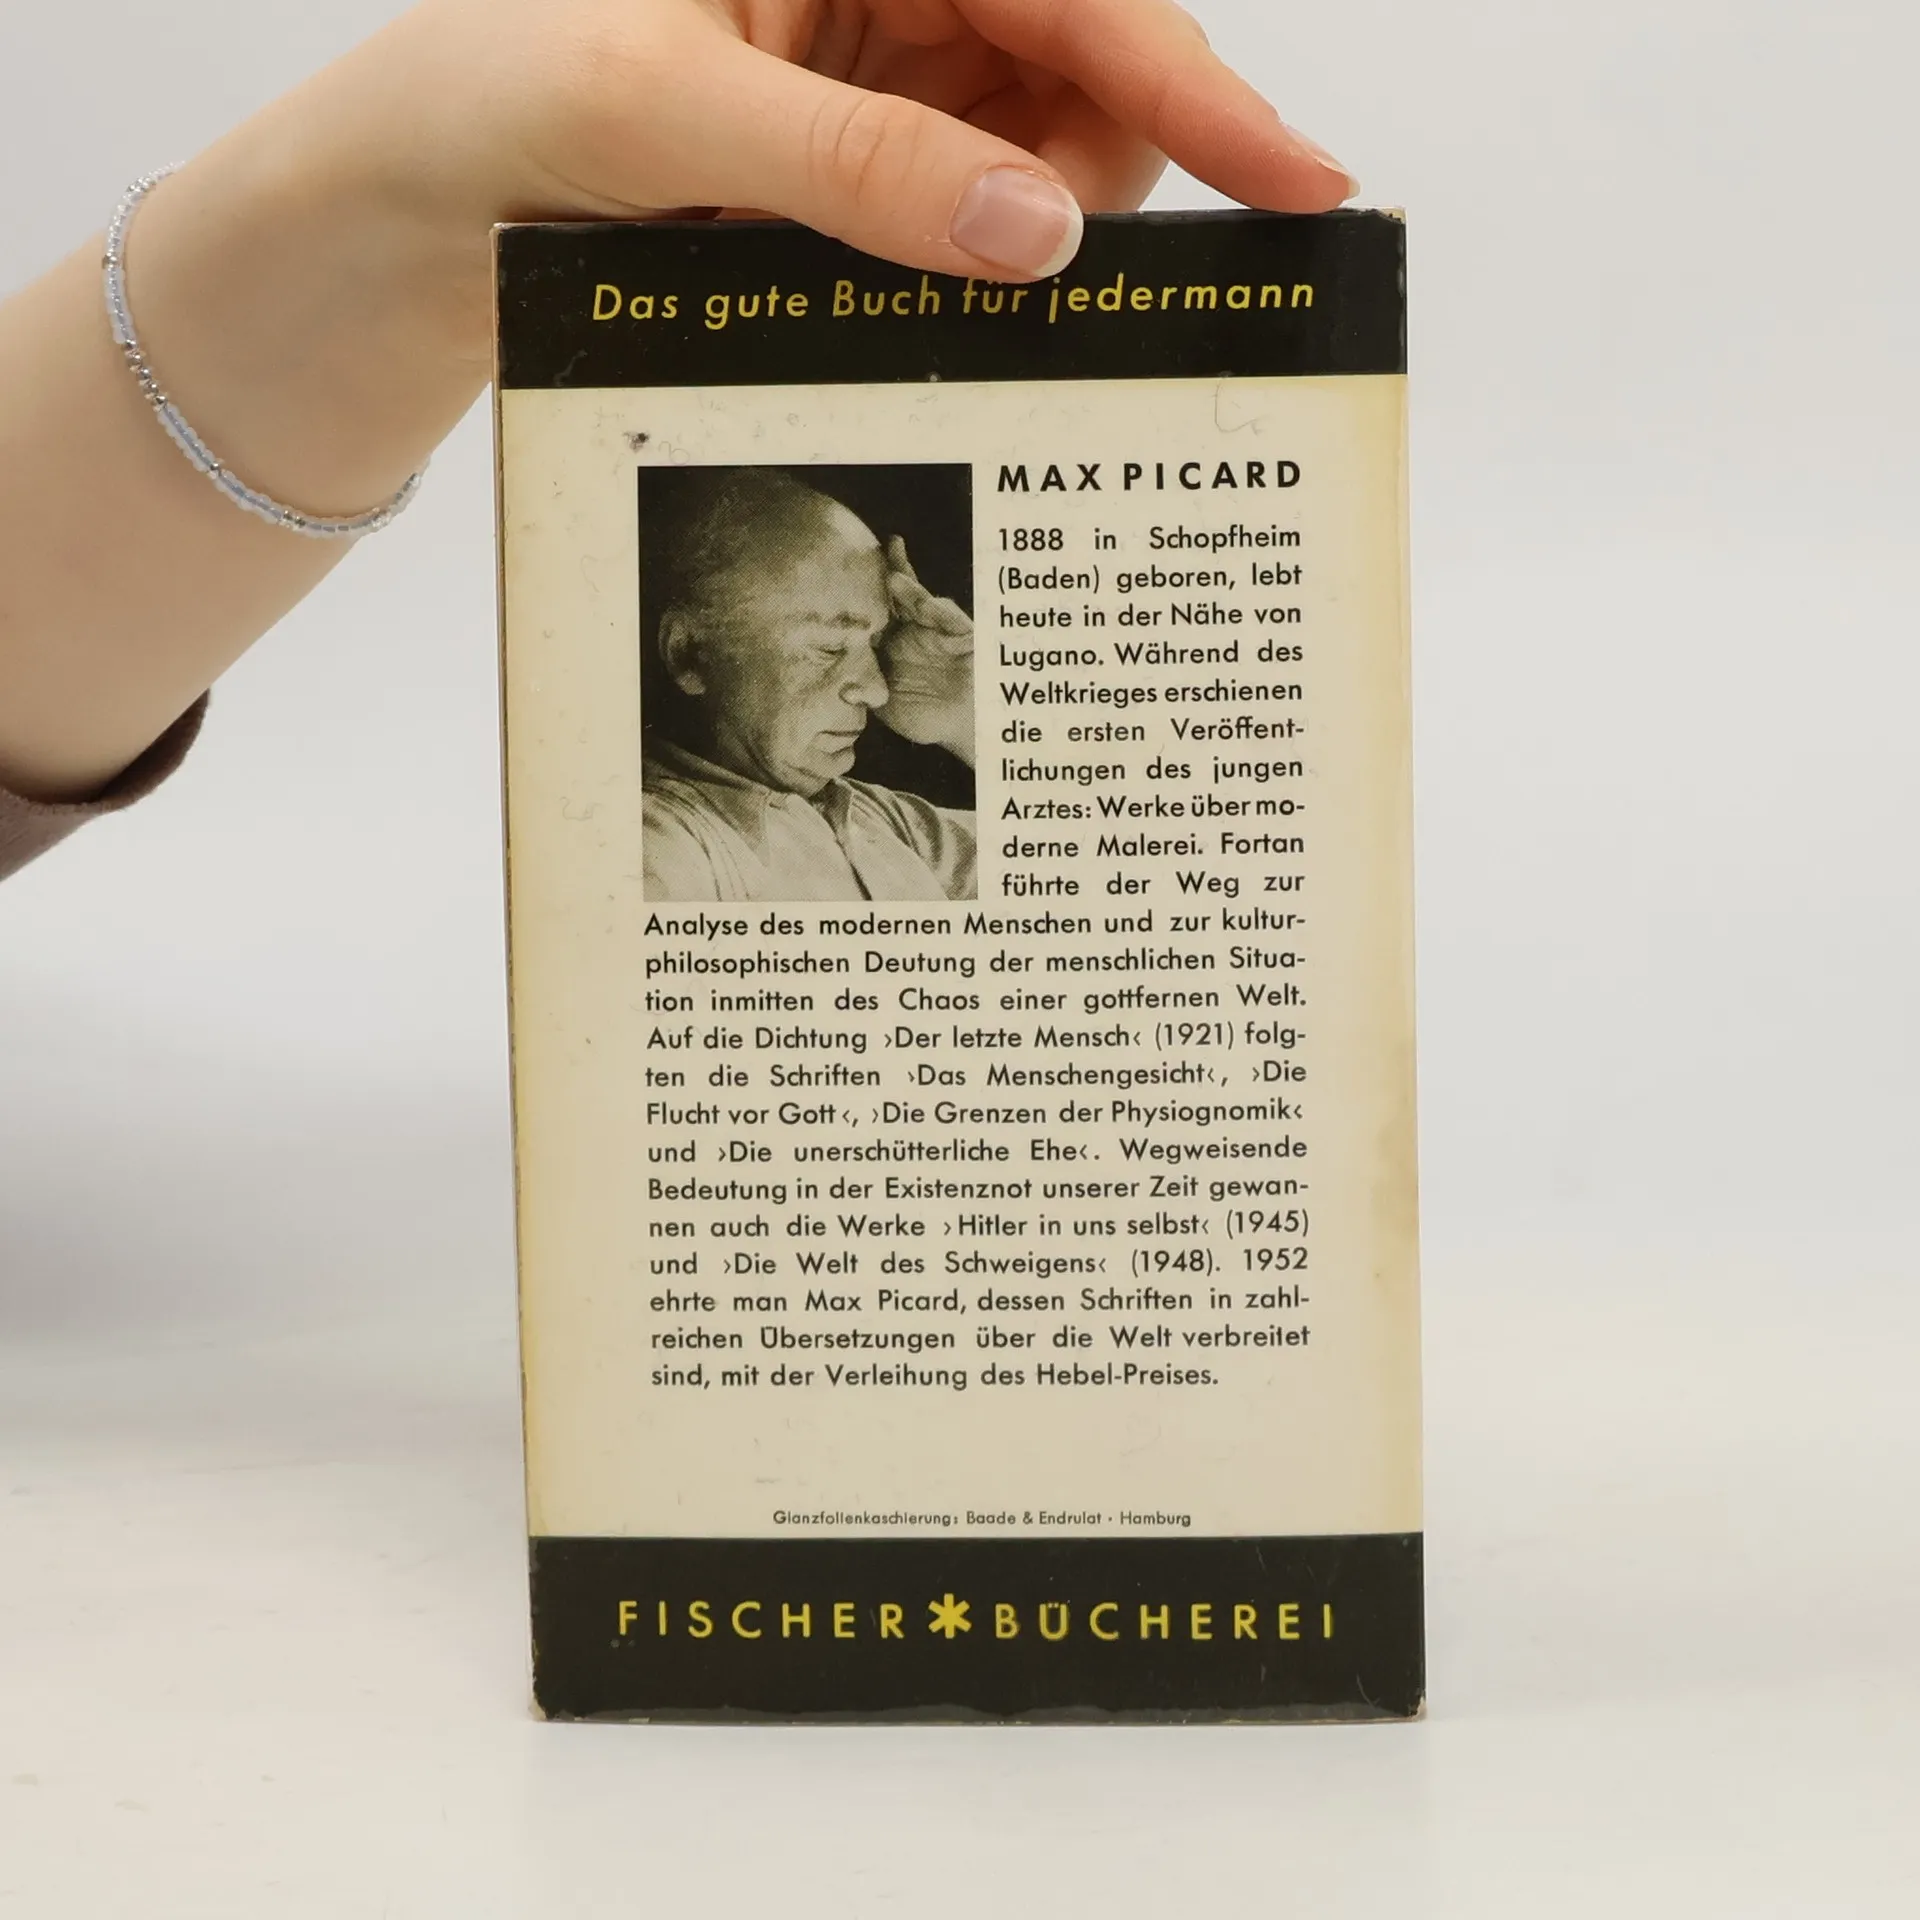 Das gute Buch für jedermann
MAX PICARD
1888 in Schopfheim
(Baden) geboren, lebt
heute in der Nähe von
Lugano. Während des
Weltkrieges erschienen
die ersten Veröffent-
lichungen des jungen
Arztes: Werke über mo-
derne Malerei. Fortan
führte der Weg zur
Analyse des modernen Menschen und zur kultur-
philosophischen Deutung der menschlichen Situa-
tion inmitten des Chaos einer gottfernen Welt.
Auf die Dichtung ›Der letzte Mensch‹ (1921) folg-
ten die Schriften ›Das Menschengesicht‹, ›Die
Flucht vor Gott‹, ›Die Grenzen der Physiognomik‹
und ›Die unerschütterliche Ehe‹. Wegweisende
Bedeutung in der Existenznot unserer Zeit gewan-
nen auch die Werke ›Hitler in uns selbst‹ (1945)
und ›Die Welt des Schweigens‹ (1948). 1952
ehrte man Max Picard, dessen Schriften in zahl-
reichen Übersetzungen über die Welt verbreitet
sind, mit der Verleihung des Hebel-Preises.
Glanzfolienkaschierung: Baade & Endrulat · Hamburg
FISCHER * BÜCHEREI